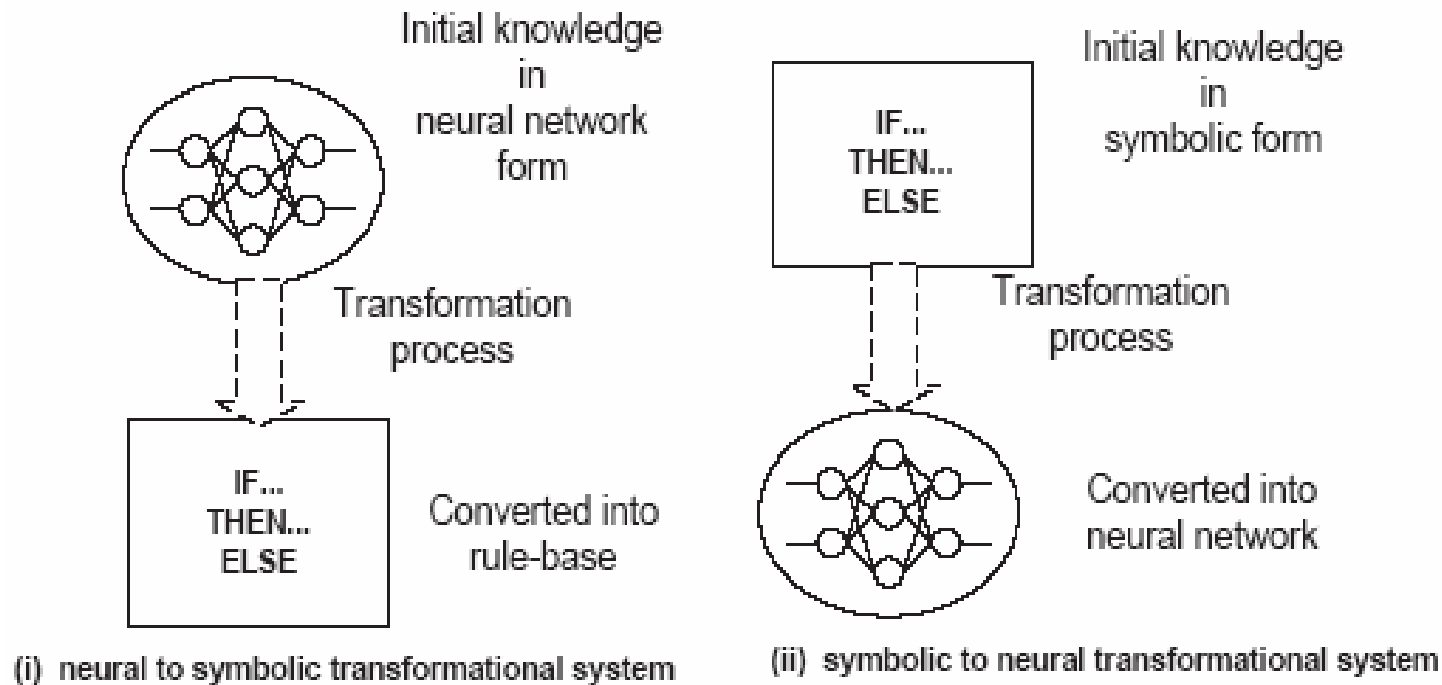 Initial knowledge
in
neural network
form
Transformation
process
IF...
THEN...
ELSE
Converted into
rule-base
(i) neural to symbolic transformational system
Initial knowledge
in
symbolic form
IF...
THEN...
ELSE
Transformation
process
Converted into
neural network
(ii) symbolic to neural transformational system